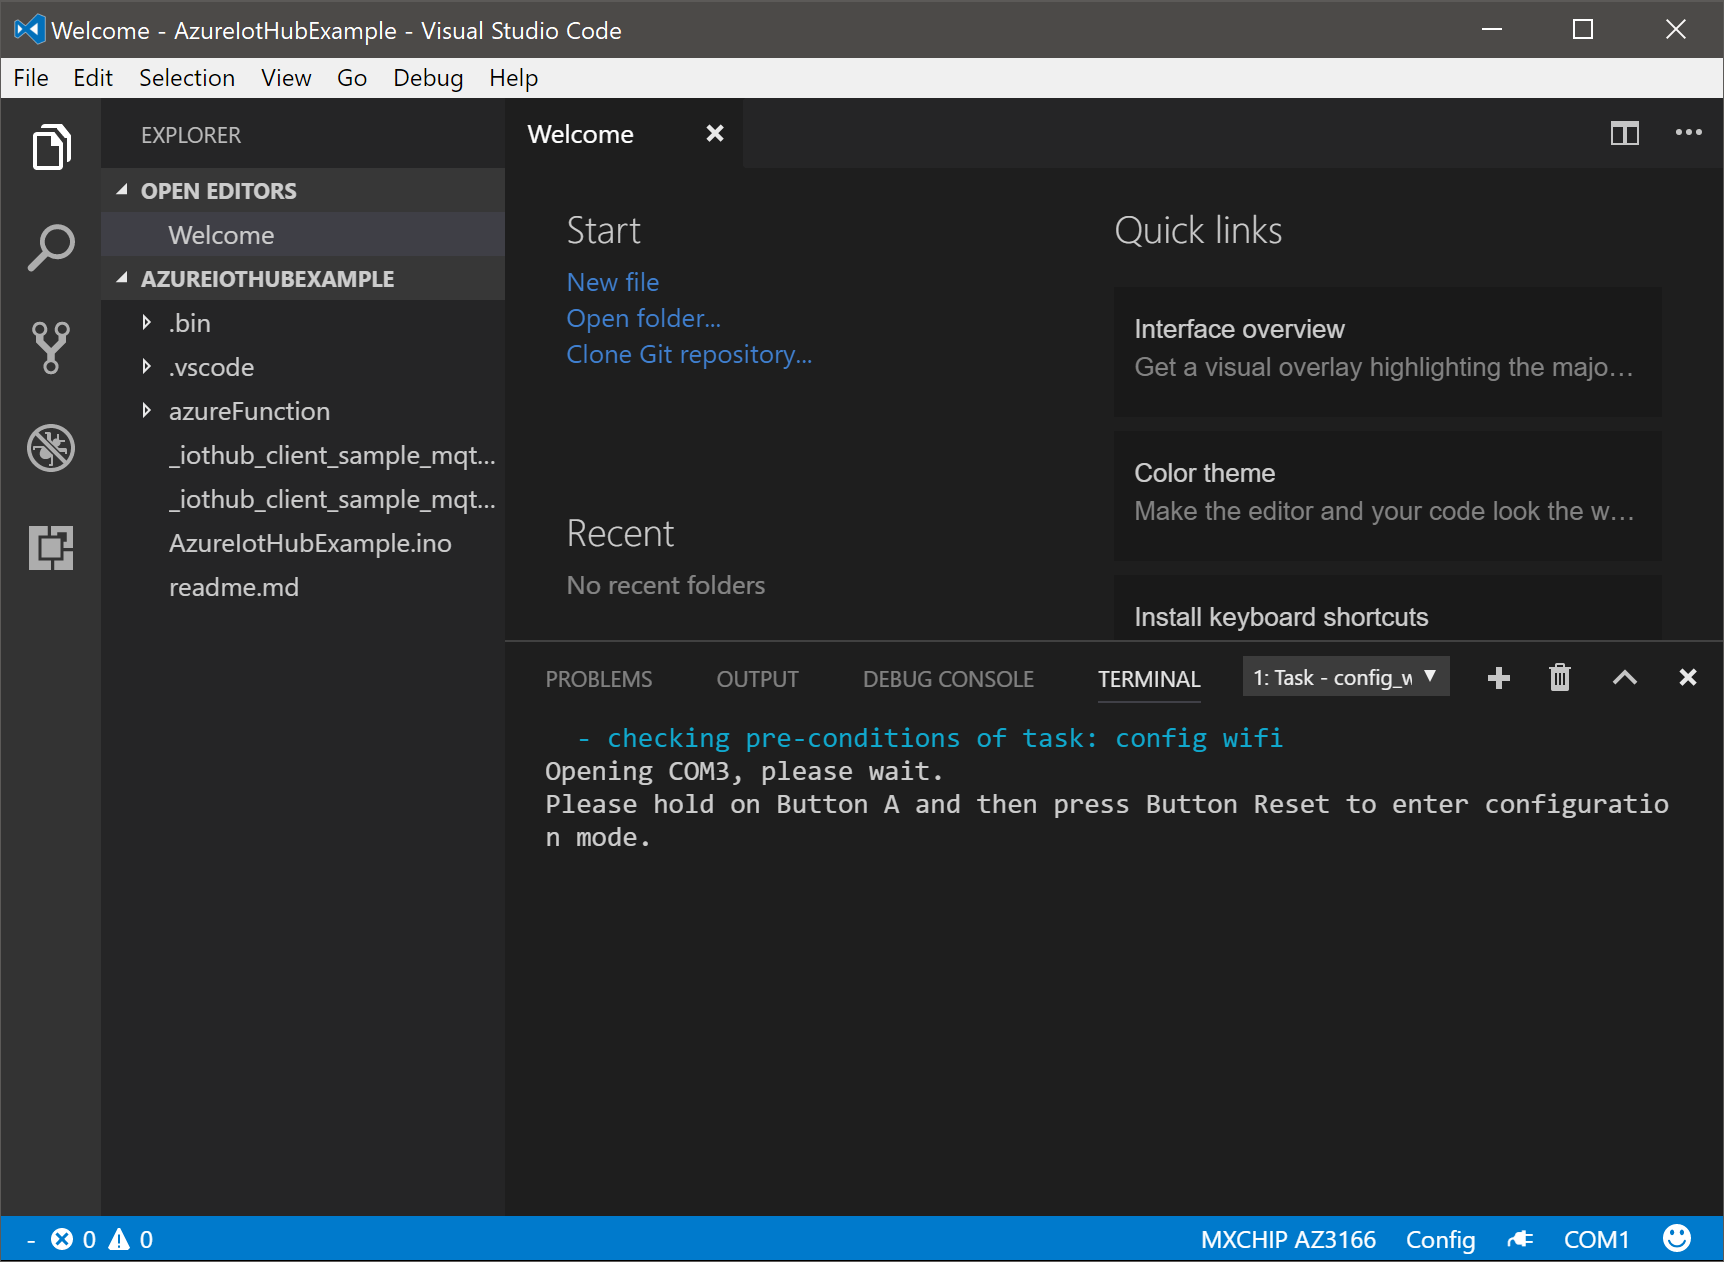 Welcome - AzureIotHubExample - Visual Studio Code
File Edit Selection View Go Debug Help
EXPLORER
OPEN EDITORS
Welcome
AZUREIOTHUBEXAMPLE
.bin
.vscode
azureFunction
_iothub_client_sample_mqt...
_iothub_client_sample_mqt...
AzureIotHubExample.ino
readme.md
Welcome
Start
New file
Open folder...
Clone Git repository...
Recent
No recent folders
Quick links
Interface overview
Get a visual overlay highlighting the majo...
Color theme
Make the editor and your code look the w...
Install keyboard shortcuts
PROBLEMS OUTPUT DEBUG CONSOLE TERMINAL 1: Task - config_w
- checking pre-conditions of task: config wifi
Opening COM3, please wait.
Please hold on Button A and then press Button Reset to enter configuratio
n mode.
- 0 0 MXCHIP AZ3166 Config COM1